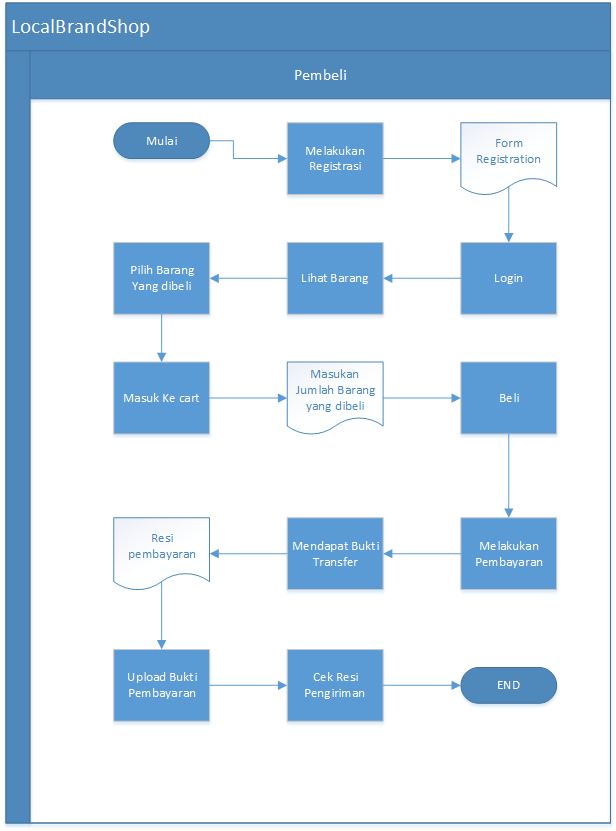 LocalBrandShop
Pembeli
Mulai
Melakukan
Registrasi
Form
Registration
Login
Lihat Barang
Pilih Barang
Yang dibeli
Masuk Ke cart
Masukan
Jumlah Barang
yang dibeli
Beli
Melakukan
Pembayaran
Mendapat Bukti
Transfer
Resi
pembayaran
Upload Bukti
Pembayaran
Cek Resi
Pengiriman
END